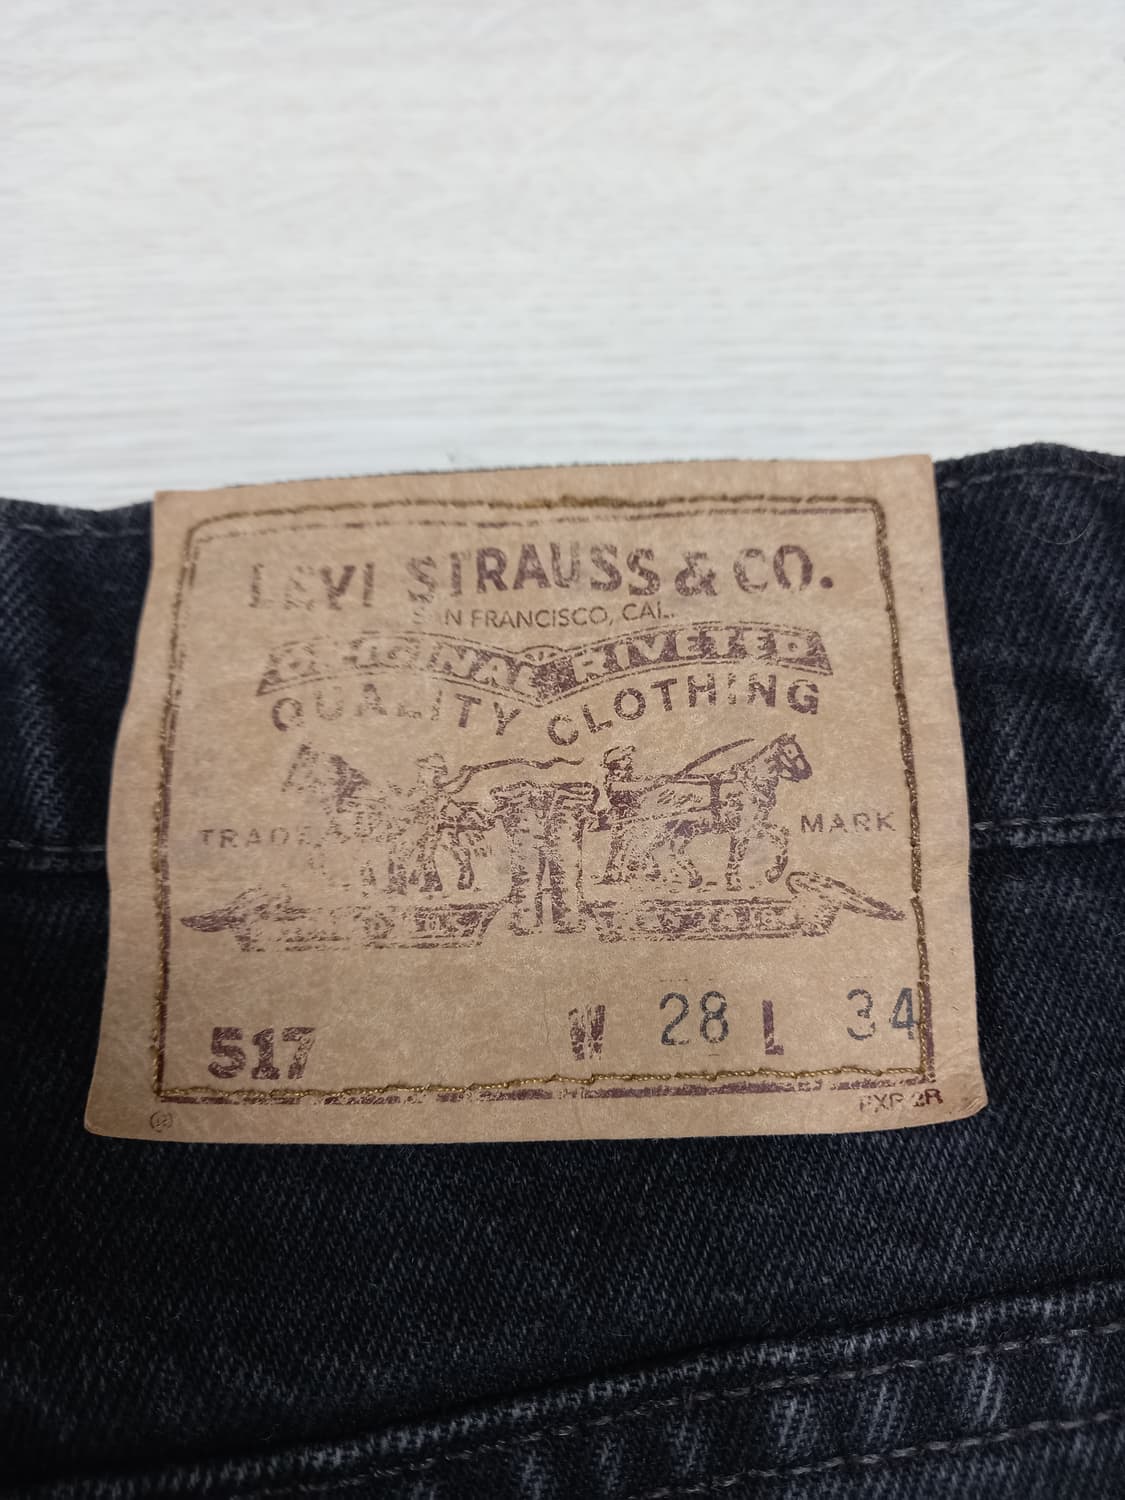 LEVI STRAUSS & CO.
SAN FRANCISCO, CAL.
ORIGINAL RIVETED
QUALITY CLOTHING
TRADE MARK
517 W 28 L 34
®